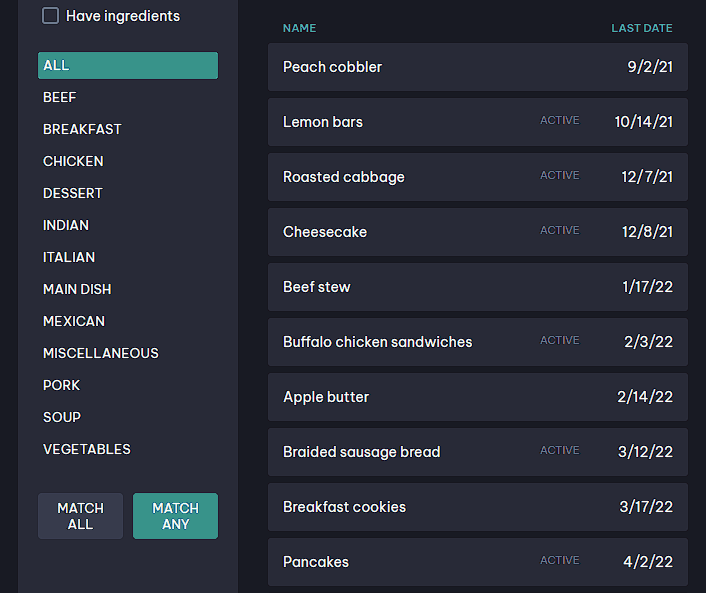 Have ingredients
ALL
BEEF
BREAKFAST
CHICKEN
DESSERT
INDIAN
ITALIAN
MAIN DISH
MEXICAN
MISCELLANEOUS
PORK
SOUP
VEGETABLES
MATCH
ALL
MATCH
ANY
NAME LAST DATE
Peach cobbler 9/2/21
Lemon bars ACTIVE 10/14/21
Roasted cabbage ACTIVE 12/7/21
Cheesecake ACTIVE 12/8/21
Beef stew 1/17/22
Buffalo chicken sandwiches ACTIVE 2/3/22
Apple butter 2/14/22
Braided sausage bread ACTIVE 3/12/22
Breakfast cookies 3/17/22
Pancakes ACTIVE 4/2/22